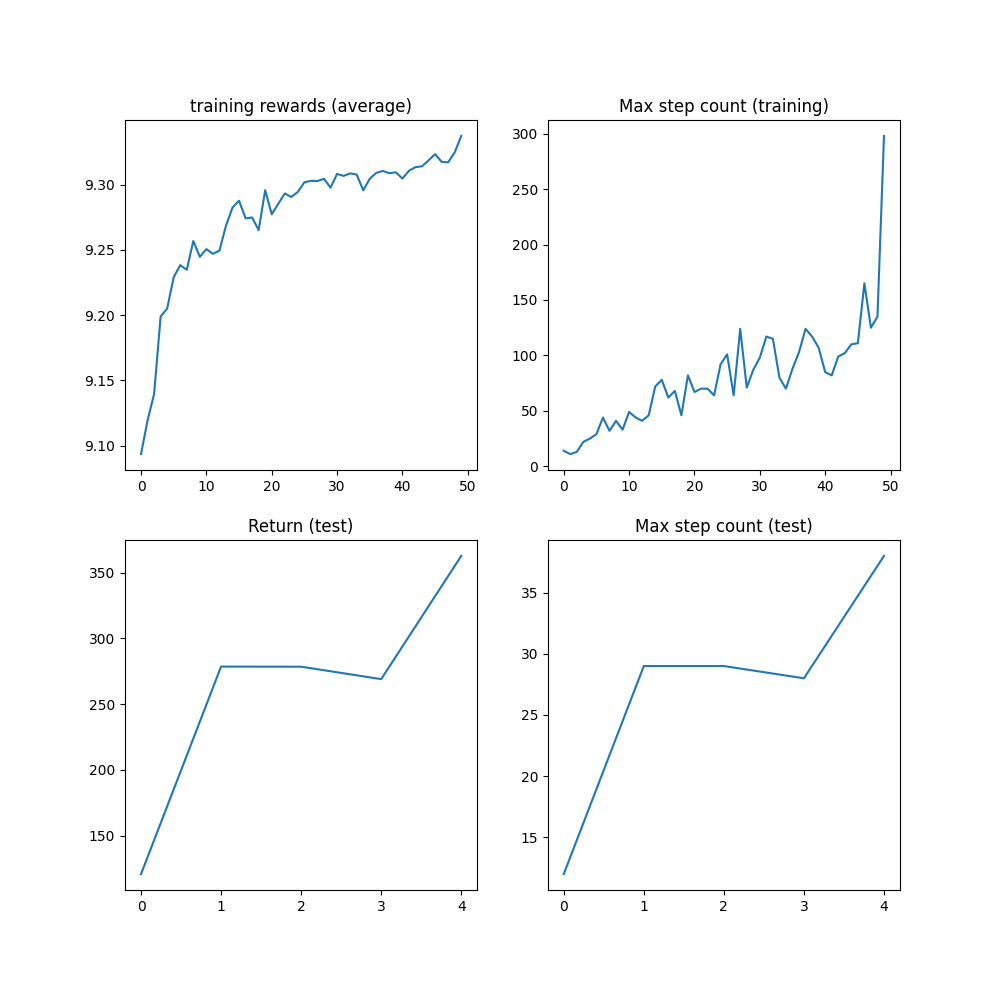 training rewards (average)
9.30
9.25
9.20
9.15
9.10
0 10 20 30 40 50
Max step count (training)
300
250
200
150
100
50
0
0 10 20 30 40 50
Return (test)
350
300
250
200
150
0 1 2 3 4
Max step count (test)
35
30
25
20
15
0 1 2 3 4